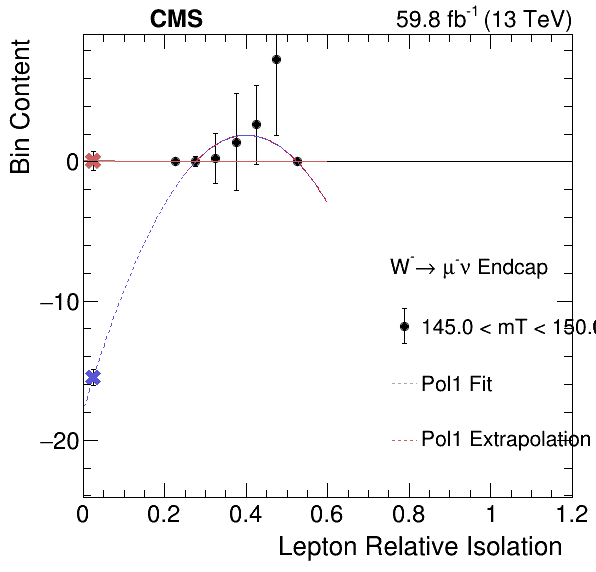 CMS 59.8 fb⁻¹ (13 TeV)
Bin Content
0
−10
−20
W⁻→ μ⁻ν Endcap
145.0 < mT < 150.
Pol1 Fit
Pol1 Extrapolation
0 0.2 0.4 0.6 0.8 1 1.2
Lepton Relative Isolation